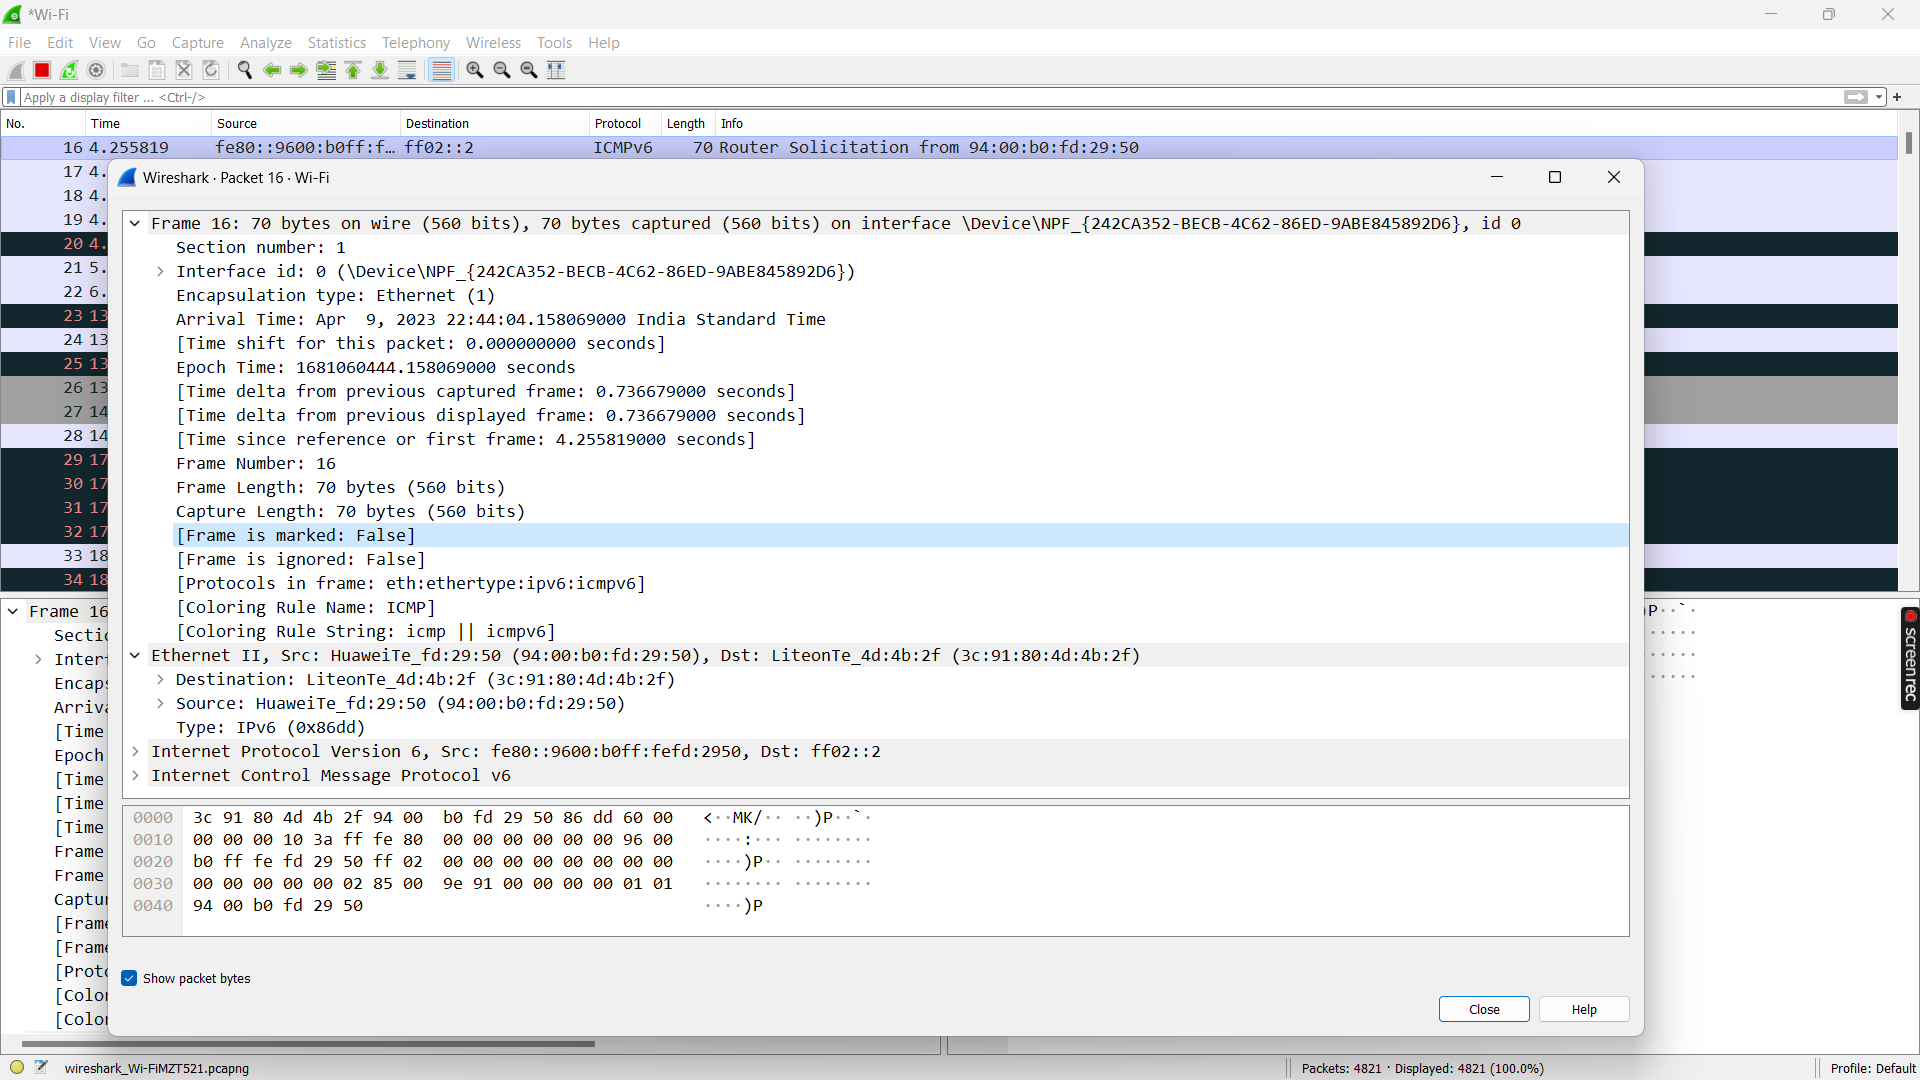 *Wi-Fi
File Edit View Go Capture Analyze Statistics Telephony Wireless Tools Help
Apply a display filter ... <Ctrl-/>
+
No. Time Source Destination Protocol Length Info
16 4.255819 fe80::9600:b0ff:f… ff02::2 ICMPv6 70 Router Solicitation from 94:00:b0:fd:29:50
17 4.
18 4.
19 4.
20 4.
21 5.
22 6.
23 13
24 13
25 13
26 13
27 14
28 14
29 17
30 17
31 17
32 17
33 18
34 18
Wireshark · Packet 16 · Wi-Fi
Frame 16: 70 bytes on wire (560 bits), 70 bytes captured (560 bits) on interface \Device\NPF_{242CA352-BECB-4C62-86ED-9ABE845892D6}, id 0
Section number: 1
Interface id: 0 (\Device\NPF_{242CA352-BECB-4C62-86ED-9ABE845892D6})
Encapsulation type: Ethernet (1)
Arrival Time: Apr  9, 2023 22:44:04.158069000 India Standard Time
[Time shift for this packet: 0.000000000 seconds]
Epoch Time: 1681060444.158069000 seconds
[Time delta from previous captured frame: 0.736679000 seconds]
[Time delta from previous displayed frame: 0.736679000 seconds]
[Time since reference or first frame: 4.255819000 seconds]
Frame Number: 16
Frame Length: 70 bytes (560 bits)
Capture Length: 70 bytes (560 bits)
[Frame is marked: False]
[Frame is ignored: False]
[Protocols in frame: eth:ethertype:ipv6:icmpv6]
[Coloring Rule Name: ICMP]
[Coloring Rule String: icmp || icmpv6]
Ethernet II, Src: HuaweiTe_fd:29:50 (94:00:b0:fd:29:50), Dst: LiteonTe_4d:4b:2f (3c:91:80:4d:4b:2f)
Destination: LiteonTe_4d:4b:2f (3c:91:80:4d:4b:2f)
Source: HuaweiTe_fd:29:50 (94:00:b0:fd:29:50)
Type: IPv6 (0x86dd)
Internet Protocol Version 6, Src: fe80::9600:b0ff:fefd:2950, Dst: ff02::2
Internet Control Message Protocol v6
0000 3c 91 80 4d 4b 2f 94 00 b0 fd 29 50 86 dd 60 00 <··MK/·· ··)P··`·
0010 00 00 00 10 3a ff fe 80 00 00 00 00 00 00 96 00 ····:··· ········
0020 b0 ff fe fd 29 50 ff 02 00 00 00 00 00 00 00 00 ····)P·· ········
0030 00 00 00 00 00 02 85 00 9e 91 00 00 00 00 01 01 ········ ········
0040 94 00 b0 fd 29 50 ····)P
Show packet bytes
Close Help
Frame 16
Sectio
Inter
Encaps
Arriva
[Time
Epoch
[Time
[Time
[Time
Frame
Frame
Captur
[Frame
[Frame
[Proto
[Color
[Color
)P··`·
······
······
······
screenrec
wireshark_Wi-FiMZT521.pcapng
Packets: 4821 · Displayed: 4821 (100.0%)
Profile: Default